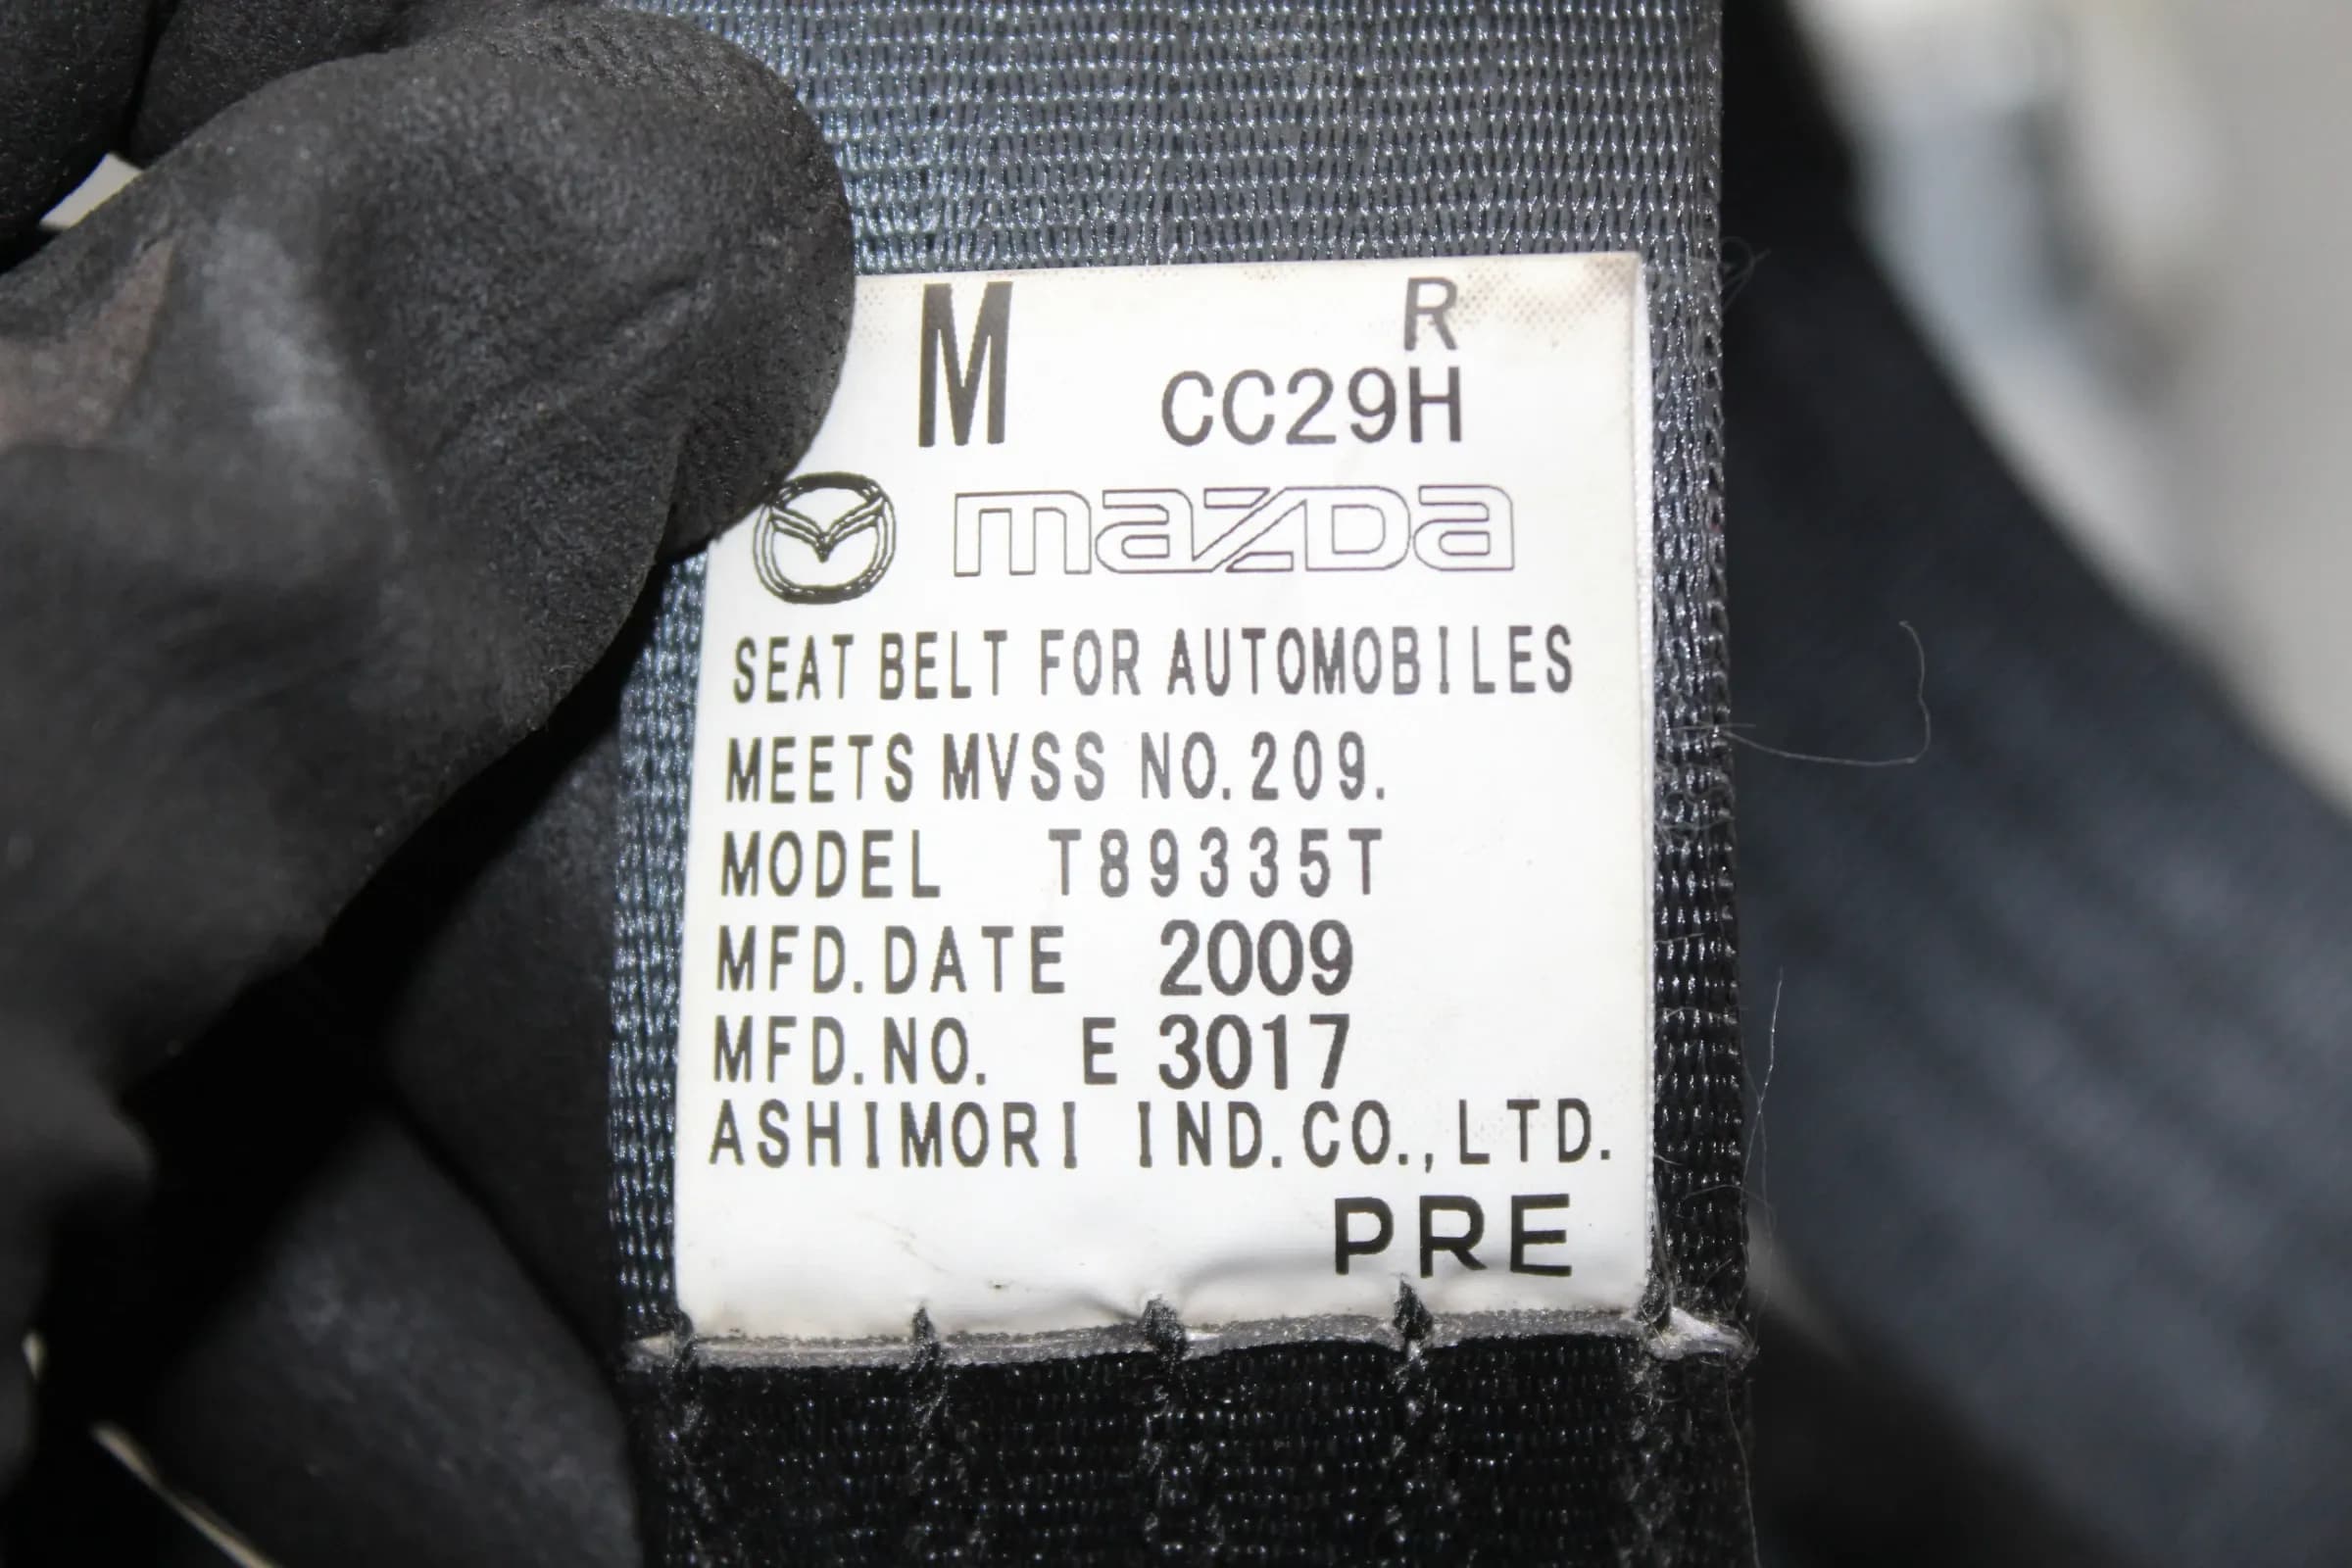 M R
CC29H
mazda
SEAT BELT FOR AUTOMOBILES
MEETS MVSS NO.209.
MODEL T89335T
MFD.DATE 2009
MFD.NO. E 3017
ASHIMORI IND.CO.,LTD.
PRE